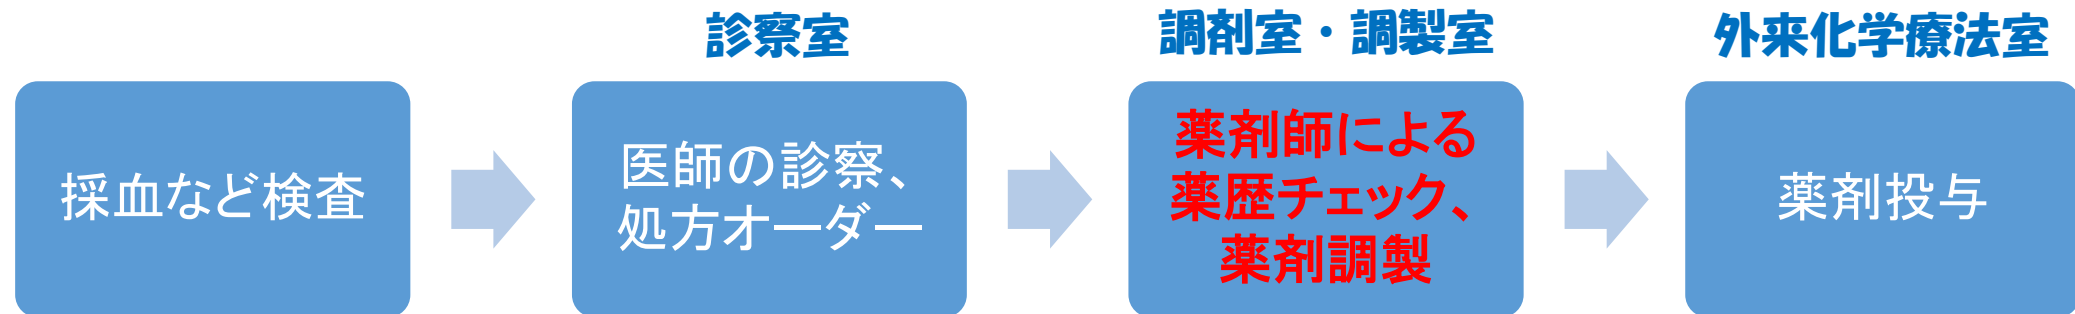 診察室
調剤室・調製室
外来化学療法室
採血など検査
医師の診察、
処方オーダー
薬剤師による
薬歴チェック、
薬剤調製
薬剤投与